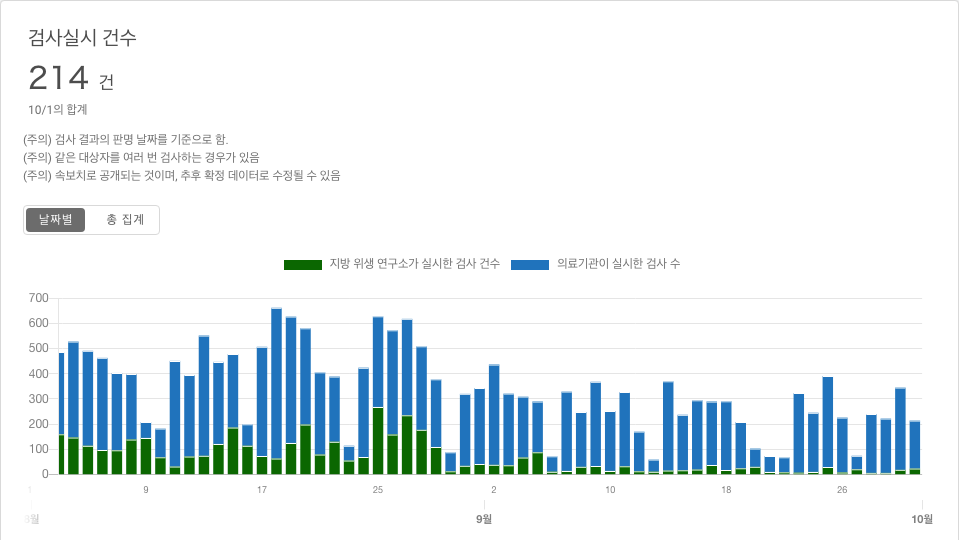 검사실시 건수
214 건
10/1의 합계
(주의) 검사 결과의 판명 날짜를 기준으로 함.
(주의) 같은 대상자를 여러 번 검사하는 경우가 있음
(주의) 속보치로 공개되는 것이며, 추후 확정 데이터로 수정될 수 있음
날짜별 총 집계
지방 위생 연구소가 실시한 검사 건수 의료기관이 실시한 검사 수
700
600
500
400
300
200
100
0
1 9 17 25 2 10 18 26
8월 9월 10월